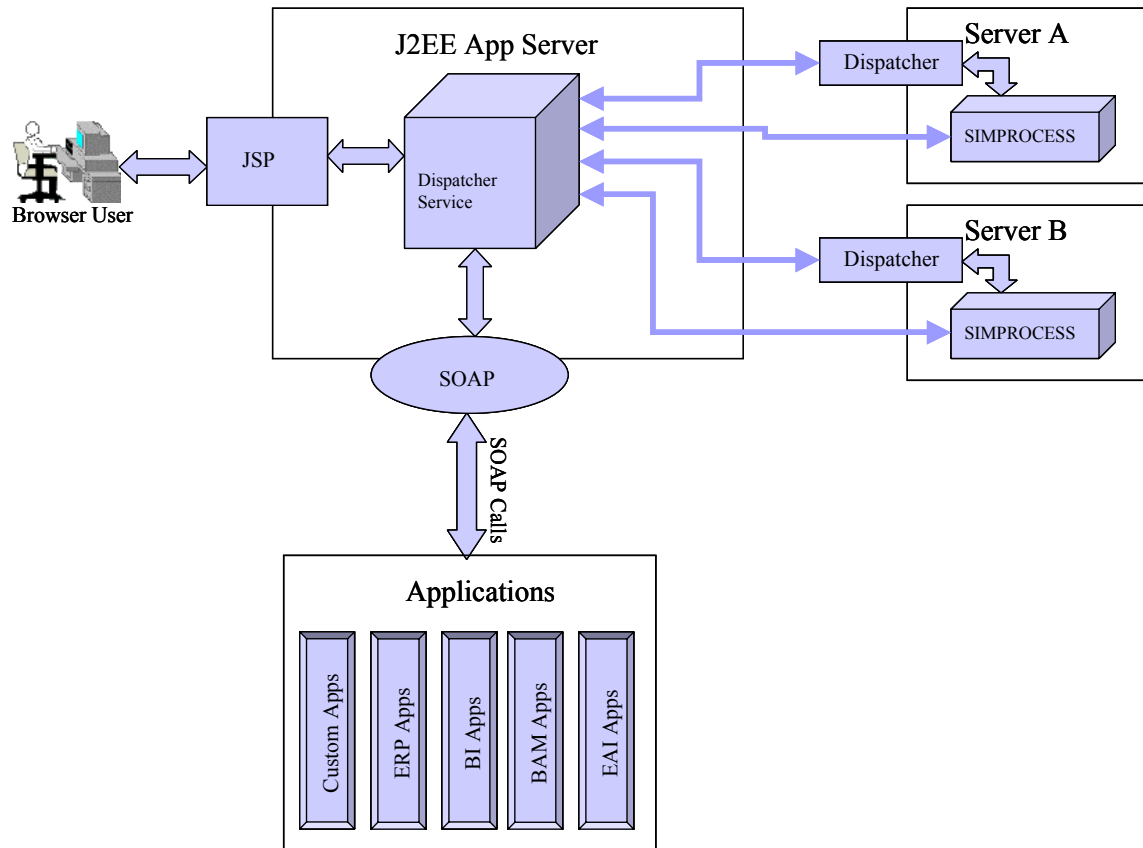 J2EE App Server
Server A
Dispatcher
SIMPROCESS
JSP
Dispatcher
Service
Browser User
Server B
Dispatcher
SIMPROCESS
SOAP
SOAP Calls
Applications
Custom Apps
ERP Apps
BI Apps
BAM Apps
EAI Apps